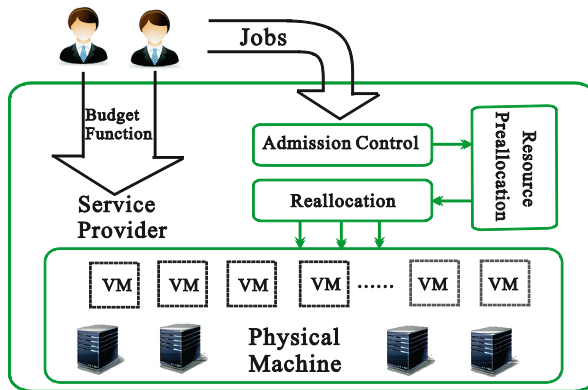 Jobs
Budget
Function
Admission Control
Resource
Preallocation
Reallocation
Service
Provider
VM VM VM VM ...... VM VM
Physical
Machine